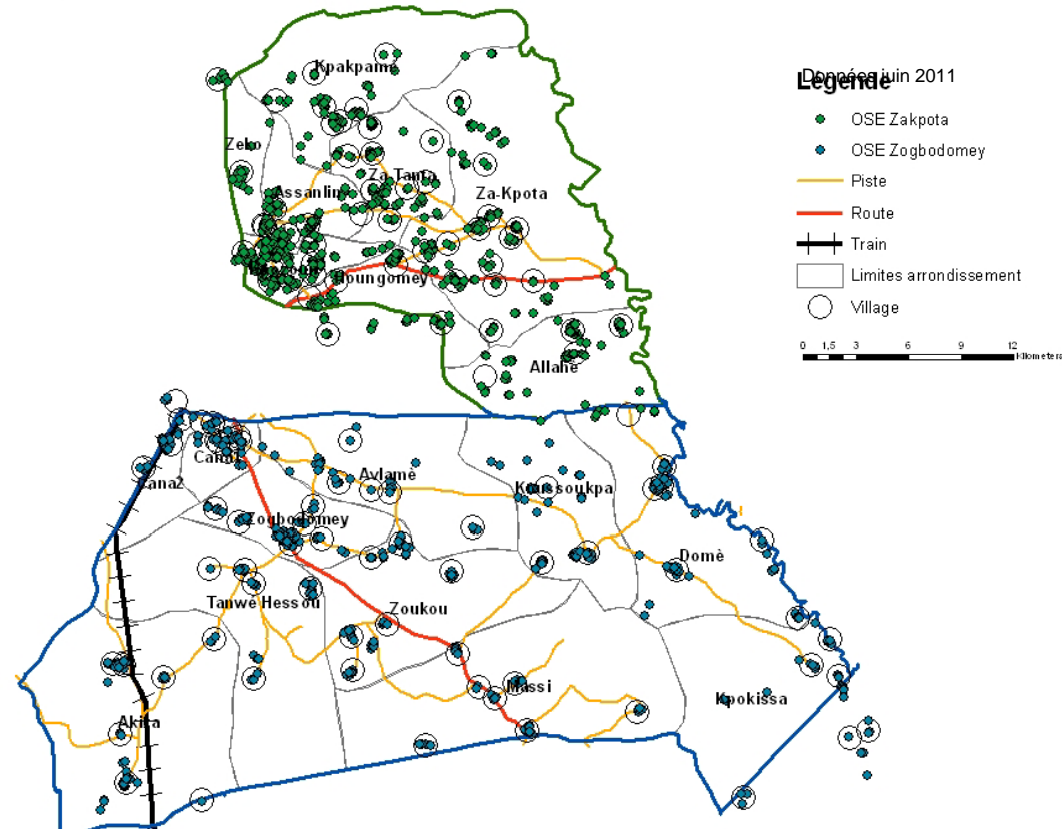 Kpakpamè
Données juin 2011
Légende
OSE Zakpota
OSE Zogbodomey
Piste
Route
Train
Limites arrondissement
Village
0 1,5 3 6 9 12
Kilometers
Zeko
Za-Tanta
Assanlin
Za-Kpota
Houngomey
Allahé
Cana1
Cana2
Avlamè
Koussoukpa
Zogbodomey
Domè
Tanwé Hessou
Zoukou
Massi
Kpokissa